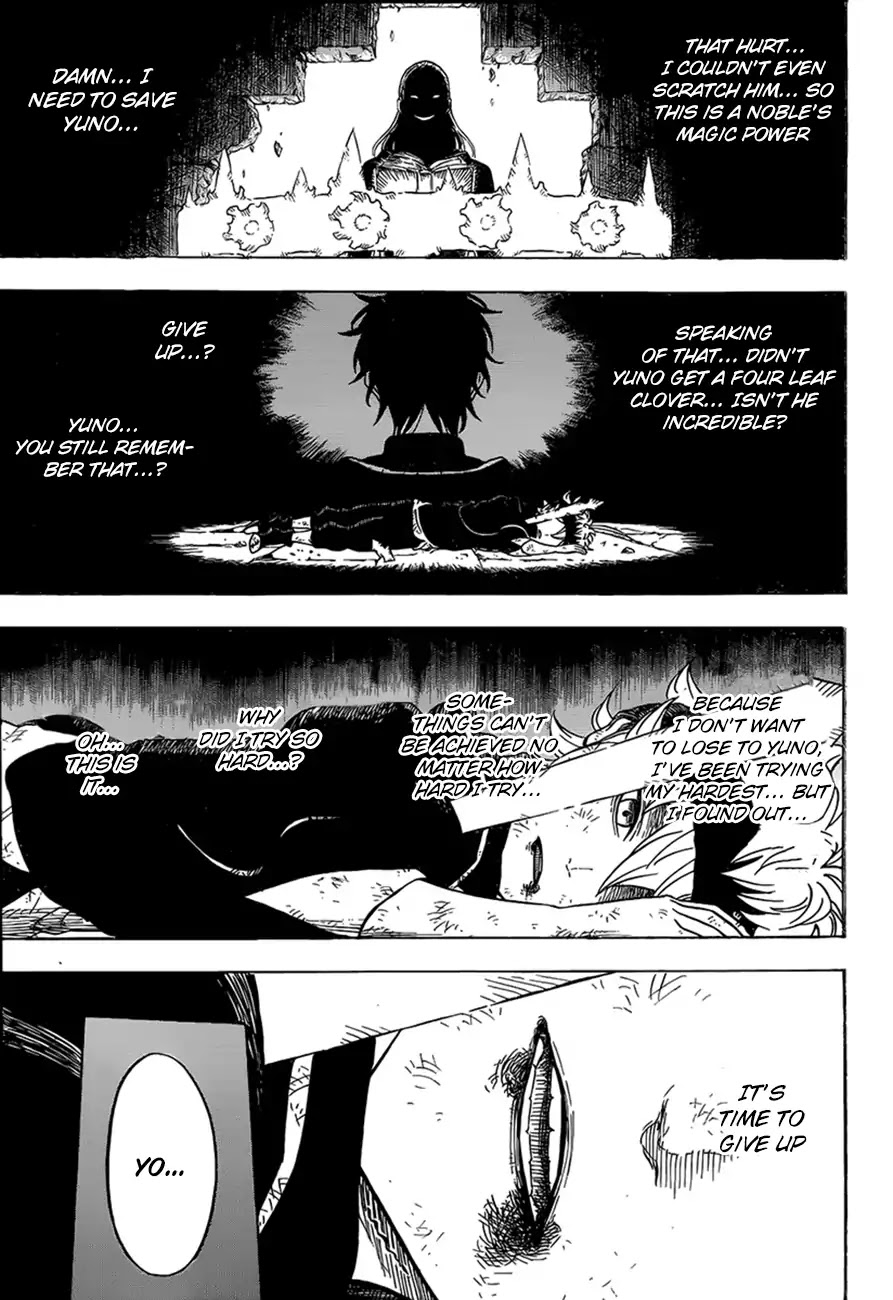 THAT HURT...
I COULDN'T EVEN
SCRATCH HIM... SO
THIS IS A NOBLE'S
MAGIC POWER
DAMN... I
NEED TO SAVE
YUNO...
SPEAKING
OF THAT... DIDN'T
YUNO GET A FOUR LEAF
CLOVER... ISN'T HE
INCREDIBLE?
GIVE
UP...?
YUNO...
YOU STILL REMEM-
BER THAT...?
BECAUSE
I DON'T WANT
TO LOSE TO YUNO,
I'VE BEEN TRYING
MY HARDEST... BUT
I FOUND OUT...
SOME-
THINGS CAN'T
BE ACHIEVED NO
MATTER HOW
HARD I TRY...
WHY
DID I TRY SO
HARD...?
OH...
THIS IS
IT...
IT'S
TIME TO
GIVE UP
YO...